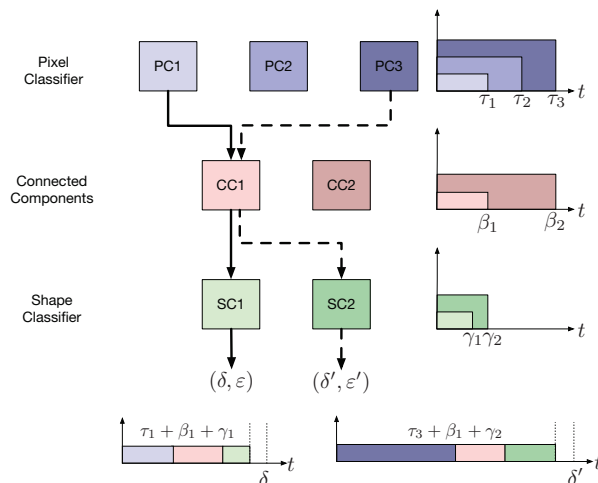 Pixel
Classifier
PC1
PC2
PC3
τ₁
τ₂
τ₃
t
Connected
Components
CC1
CC2
β₁
β₂
t
Shape
Classifier
SC1
SC2
γ₁γ₂
t
(δ, ε)
(δ′, ε′)
τ₁ + β₁ + γ₁
δ
t
τ₃ + β₁ + γ₂
δ′
t